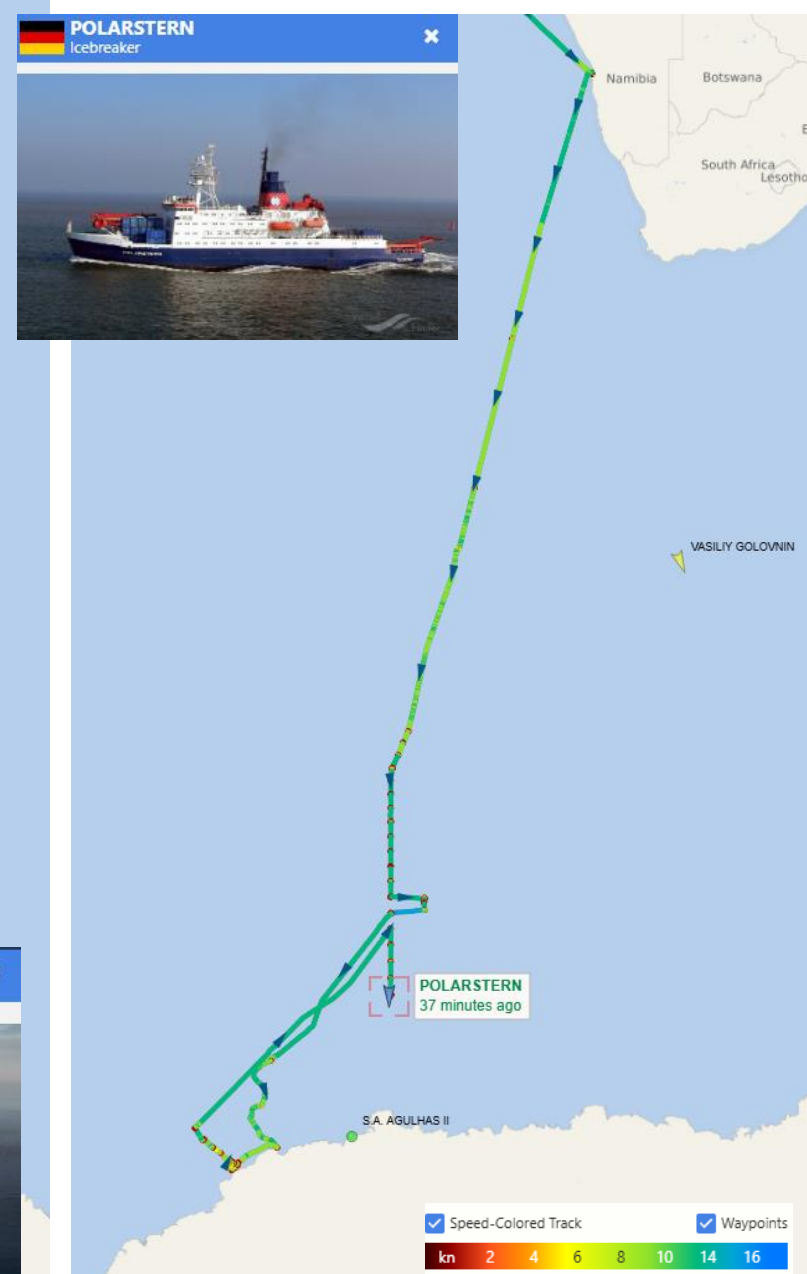 POLARSTERN
Icebreaker
Namibia
Botswana
South Africa
Lesotho
VASILIY GOLOVNIN
POLARSTERN
37 minutes ago
S.A. AGULHAS II
Speed-Colored Track
Waypoints
kn 2 4 6 8 10 14 16